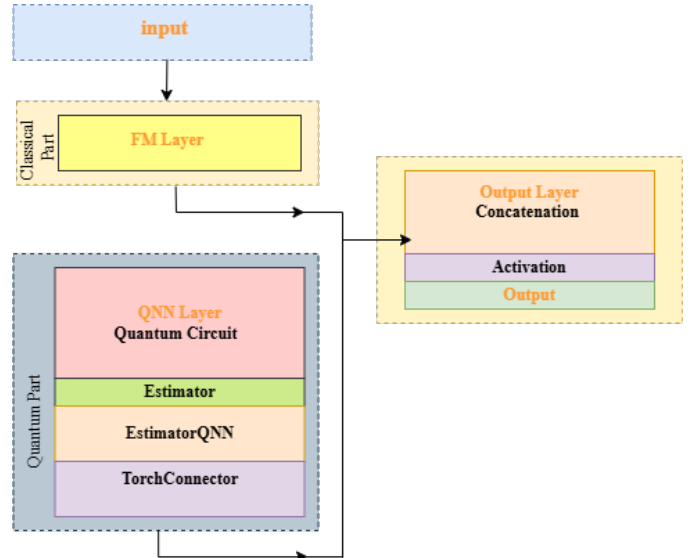 input
Classical
Part
FM Layer
Output Layer
Concatenation
Activation
Output
Quantum Part
QNN Layer
Quantum Circuit
Estimator
EstimatorQNN
TorchConnector